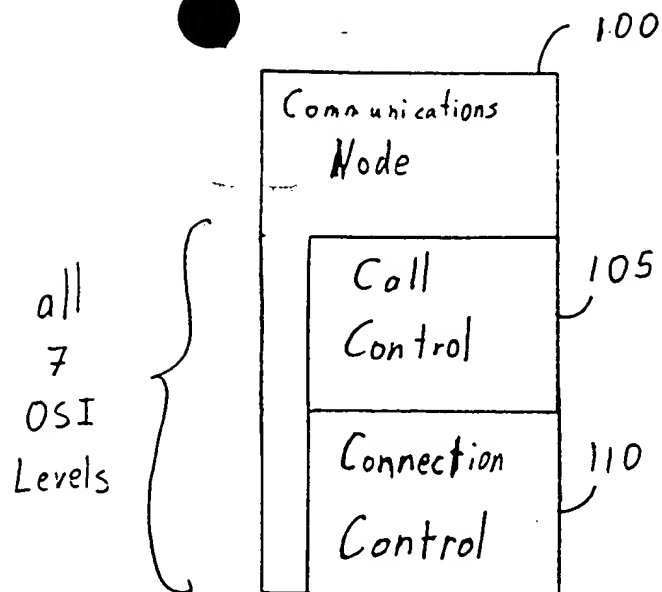 100
Communications
Node
Call
Control
105
all
7
OSI
Levels
Connection
Control
110